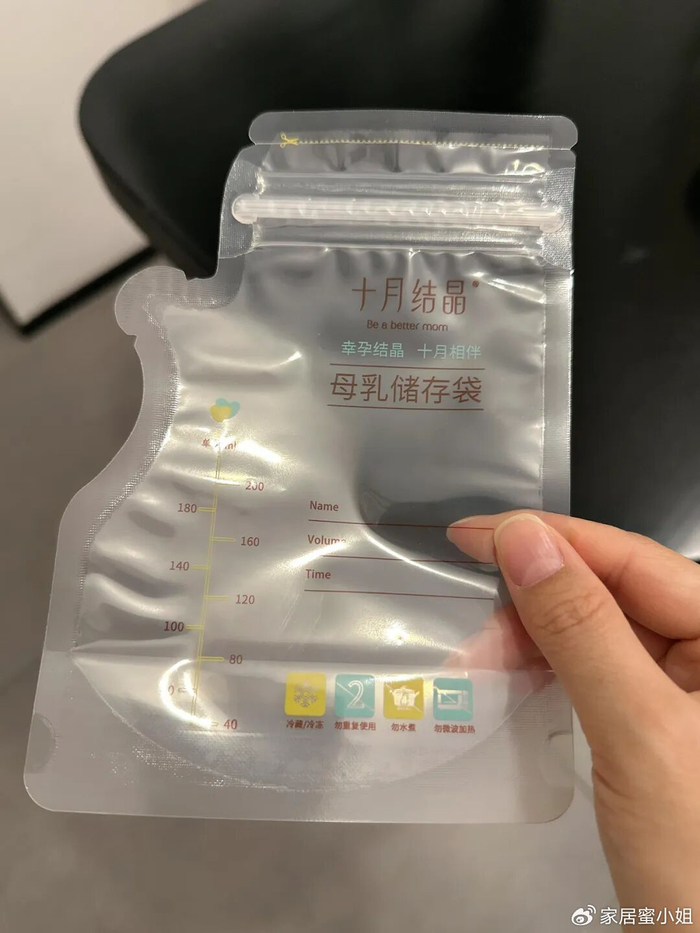 十月结晶®
Be a better mom
幸孕结晶 十月相伴
母乳储存袋
200
180
160
140
120
100
80
40
Name
Volume
Time
冷藏/冷冻 勿重复使用 勿水煮 勿微波加热
家居蜜小姐